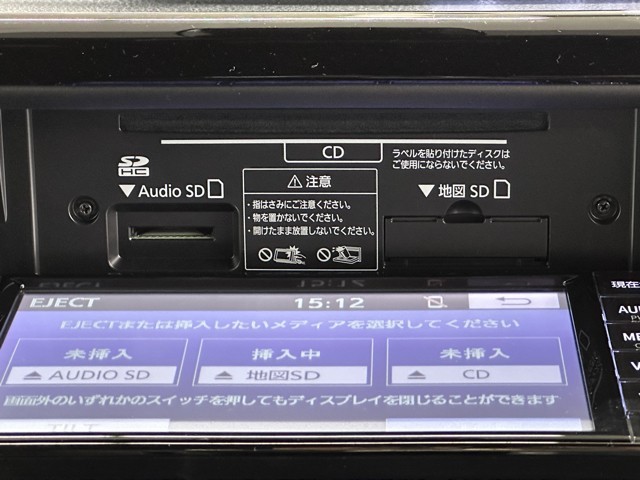 CD
ラベルを貼り付けたディスクは
ご使用にならないでください。
SD
HC
▼Audio SD
⚠注意
・指はさみにご注意ください。
・物を置かないでください。
・開けたまま放置しないでください。
▼地図 SD
EJECT
15:12
EJECTまたは挿入したいメディアを選択してください
未挿入
AUDIO SD
挿入中
地図SD
未挿入
CD
画面外のいずれかのスイッチを押してもディスプレイを閉じることができます
TILT
現在
AU
ME